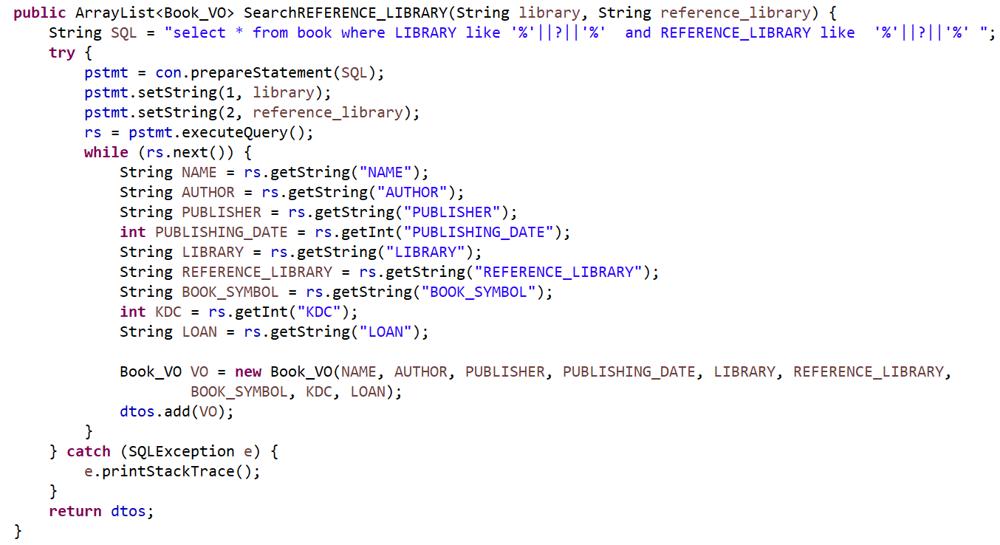 public ArrayList<Book_VO> SearchREFERENCE_LIBRARY(String library, String reference_library) {
    String SQL = "select * from book where LIBRARY like '%'||?||'%'  and REFERENCE_LIBRARY like  '%'||?||'%' ";
    try {
        pstmt = con.prepareStatement(SQL);
        pstmt.setString(1, library);
        pstmt.setString(2, reference_library);
        rs = pstmt.executeQuery();
        while (rs.next()) {
            String NAME = rs.getString("NAME");
            String AUTHOR = rs.getString("AUTHOR");
            String PUBLISHER = rs.getString("PUBLISHER");
            int PUBLISHING_DATE = rs.getInt("PUBLISHING_DATE");
            String LIBRARY = rs.getString("LIBRARY");
            String REFERENCE_LIBRARY = rs.getString("REFERENCE_LIBRARY");
            String BOOK_SYMBOL = rs.getString("BOOK_SYMBOL");
            int KDC = rs.getInt("KDC");
            String LOAN = rs.getString("LOAN");

            Book_VO VO = new Book_VO(NAME, AUTHOR, PUBLISHER, PUBLISHING_DATE, LIBRARY, REFERENCE_LIBRARY,
                    BOOK_SYMBOL, KDC, LOAN);
            dtos.add(VO);
        }
    } catch (SQLException e) {
        e.printStackTrace();
    }
    return dtos;
}